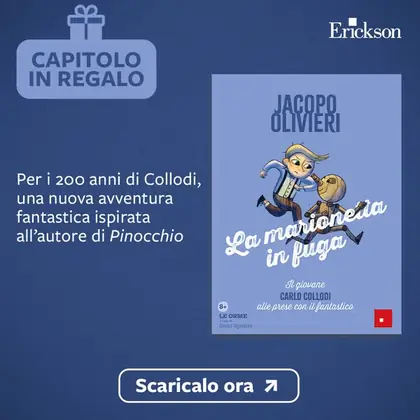 CAPITOLO
IN REGALO
Erickson
Per i 200 anni di Collodi,
una nuova avventura
fantastica ispirata
all'autore di Pinocchio
JACOPO
OLIVIERI
La marionetta
in fuga
Il giovane
CARLO COLLODI
alle prese con il fantastico
8+
LE ORME
Scaricalo ora